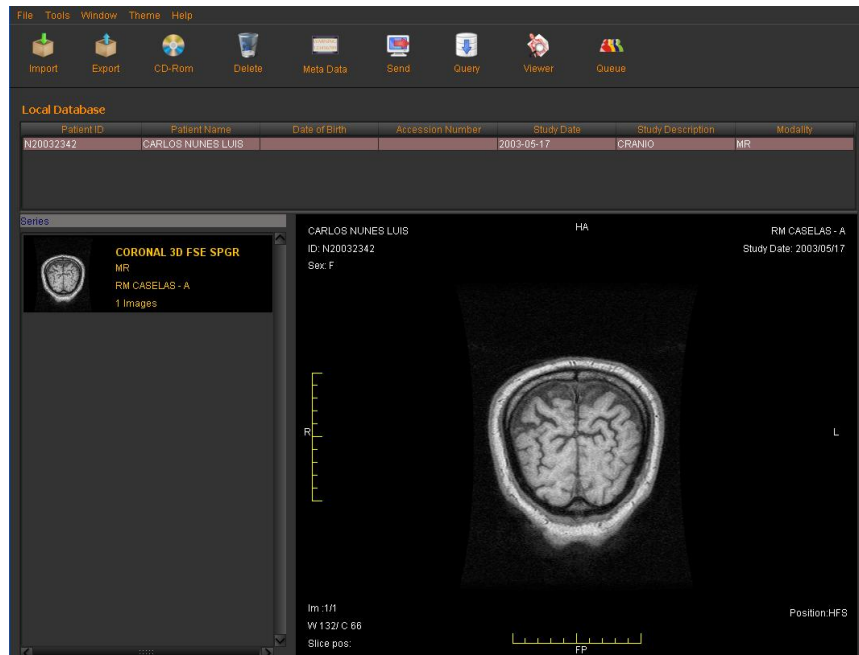 File Tools Window Theme Help
Import Export CD-Rom Delete Meta Data Send Query Viewer Queue
Local Database
Patient ID Patient Name Date of Birth Accession Number Study Date Study Description Modality
N20032342 CARLOS NUNES LUIS 2003-05-17 CRANIO MR
Series
CORONAL 3D FSE SPGR
MR
RM CASELAS - A
1 Images
CARLOS NUNES LUIS HA RM CASELAS - A
ID: N20032342 Study Date: 2003/05/17
Sex: F
R L
Im :1/1 Position:HFS
W 132/ C 66
Slice pos:
FP